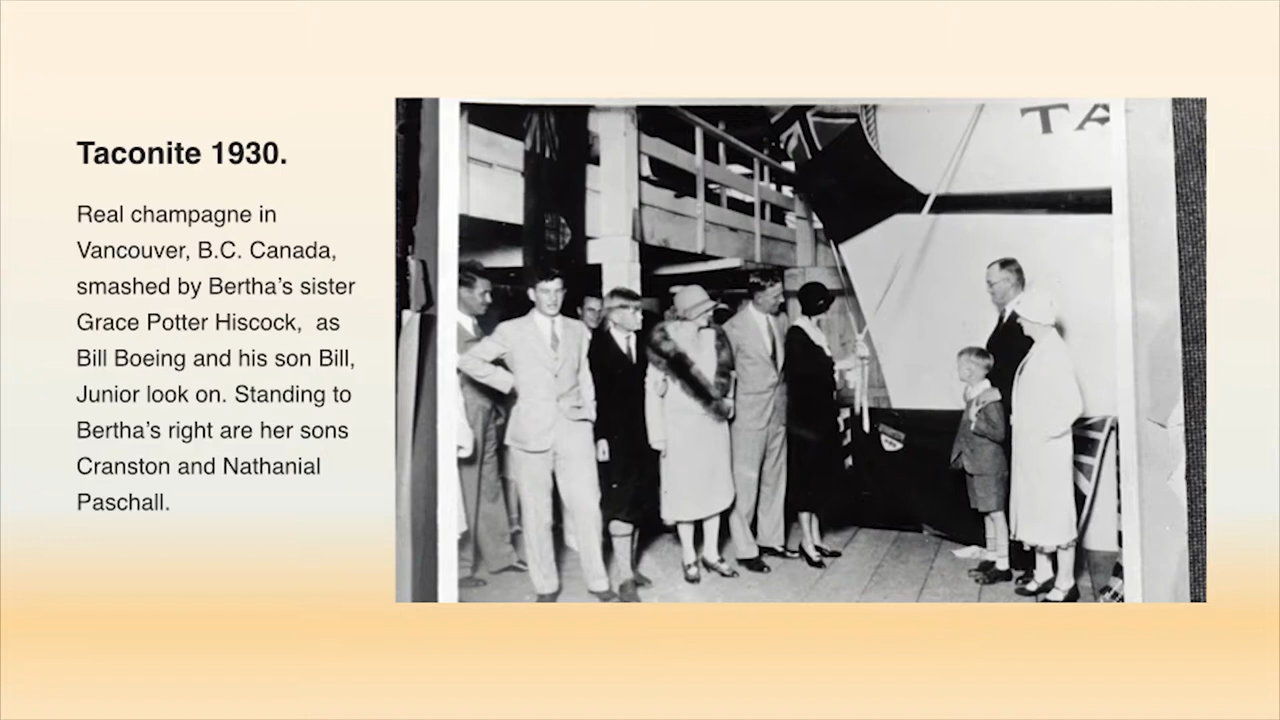 Taconite 1930.
Real champagne in
Vancouver, B.C. Canada,
smashed by Bertha’s sister
Grace Potter Hiscock,  as
Bill Boeing and his son Bill,
Junior look on. Standing to
Bertha’s right are her sons
Cranston and Nathanial
Paschall.
TA